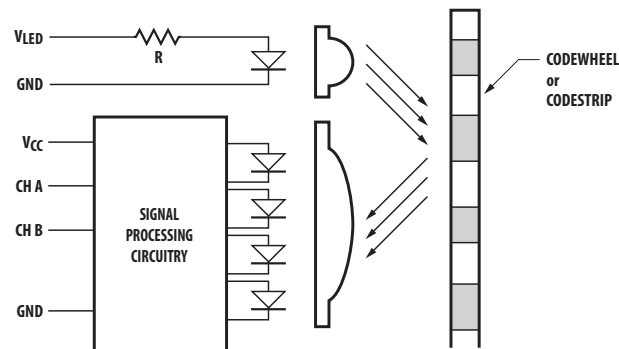 VLED
R
GND
CODEWHEEL
or
CODESTRIP
VCC
CH A
CH B
GND
SIGNAL
PROCESSING
CIRCUITRY